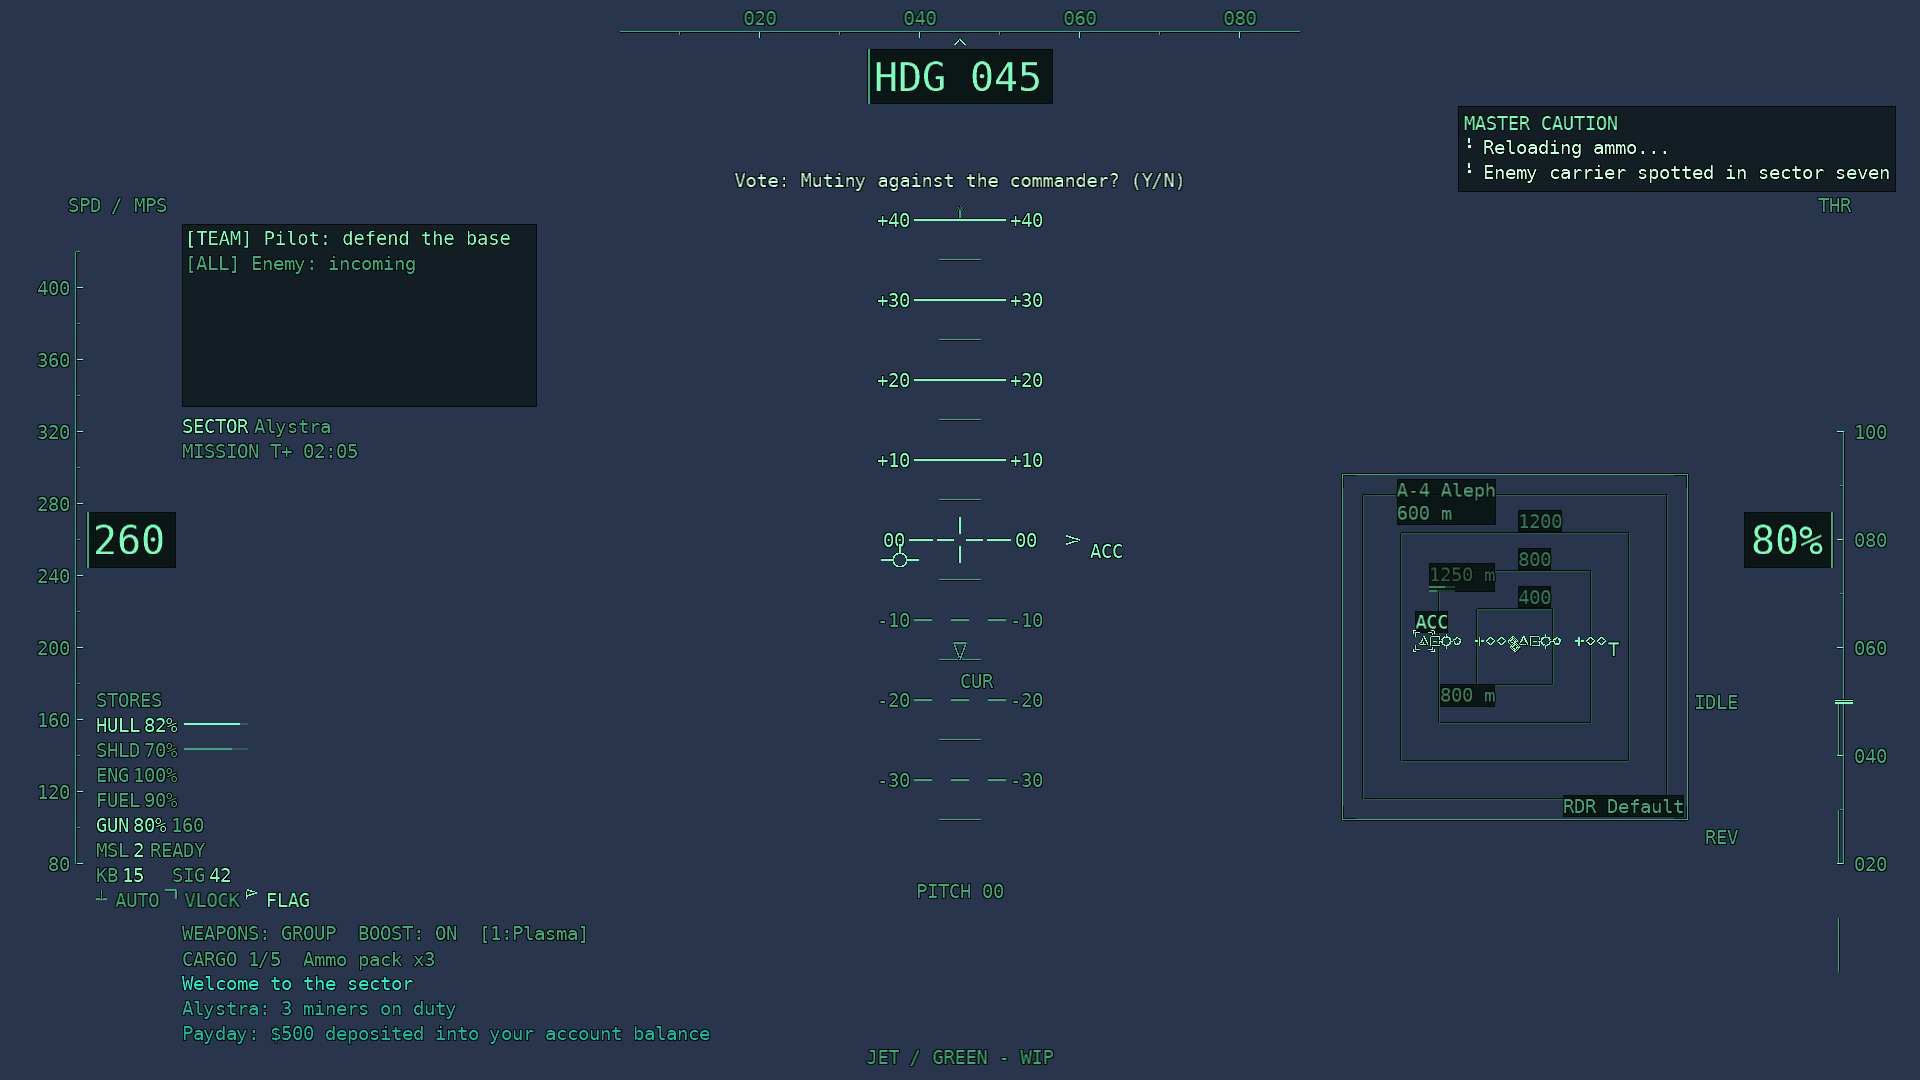 020 040 060 080
HDG 045
MASTER CAUTION
! Reloading ammo...
! Enemy carrier spotted in sector seven
Vote: Mutiny against the commander? (Y/N)
SPD / MPS
THR
[TEAM] Pilot: defend the base
[ALL] Enemy: incoming
SECTOR Alystra
MISSION T+ 02:05
400
360
320
280
260
240
200
160
120
80
+40 +40
+30 +30
+20 +20
+10 +10
00 00
ACC
-10 -10
CUR
-20 -20
-30 -30
PITCH 00
A-4 Aleph
600 m
1200
800
1250 m
400
ACC
T
800 m
RDR Default
100
80%
080
060
IDLE
040
REV
020
STORES
HULL 82%
SHLD 70%
ENG 100%
FUEL 90%
GUN 80% 160
MSL 2 READY
KB 15 SIG 42
AUTO VLOCK FLAG
WEAPONS: GROUP BOOST: ON [1:Plasma]
CARGO 1/5 Ammo pack x3
Welcome to the sector
Alystra: 3 miners on duty
Payday: $500 deposited into your account balance
JET / GREEN - WIP